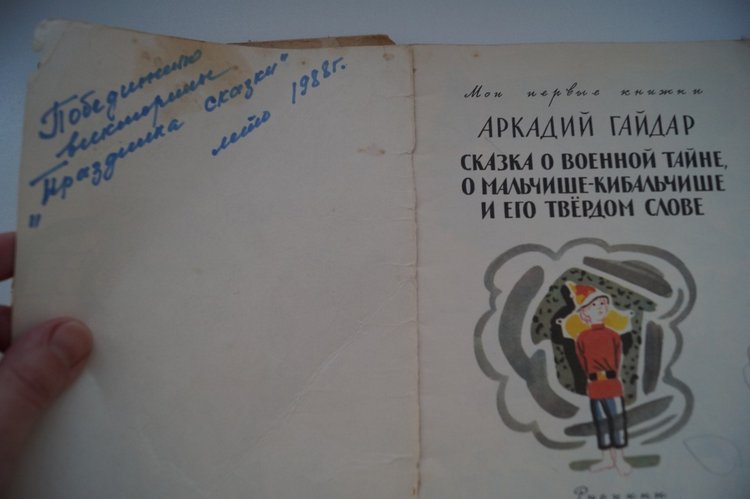 Победителю
викторины
"Праздника сказки"
лето 1988г.
Мои первые книжки
АРКАДИЙ ГАЙДАР
СКАЗКА О ВОЕННОЙ ТАЙНЕ,
О МАЛЬЧИШЕ-КИБАЛЬЧИШЕ
И ЕГО ТВЁРДОМ СЛОВЕ